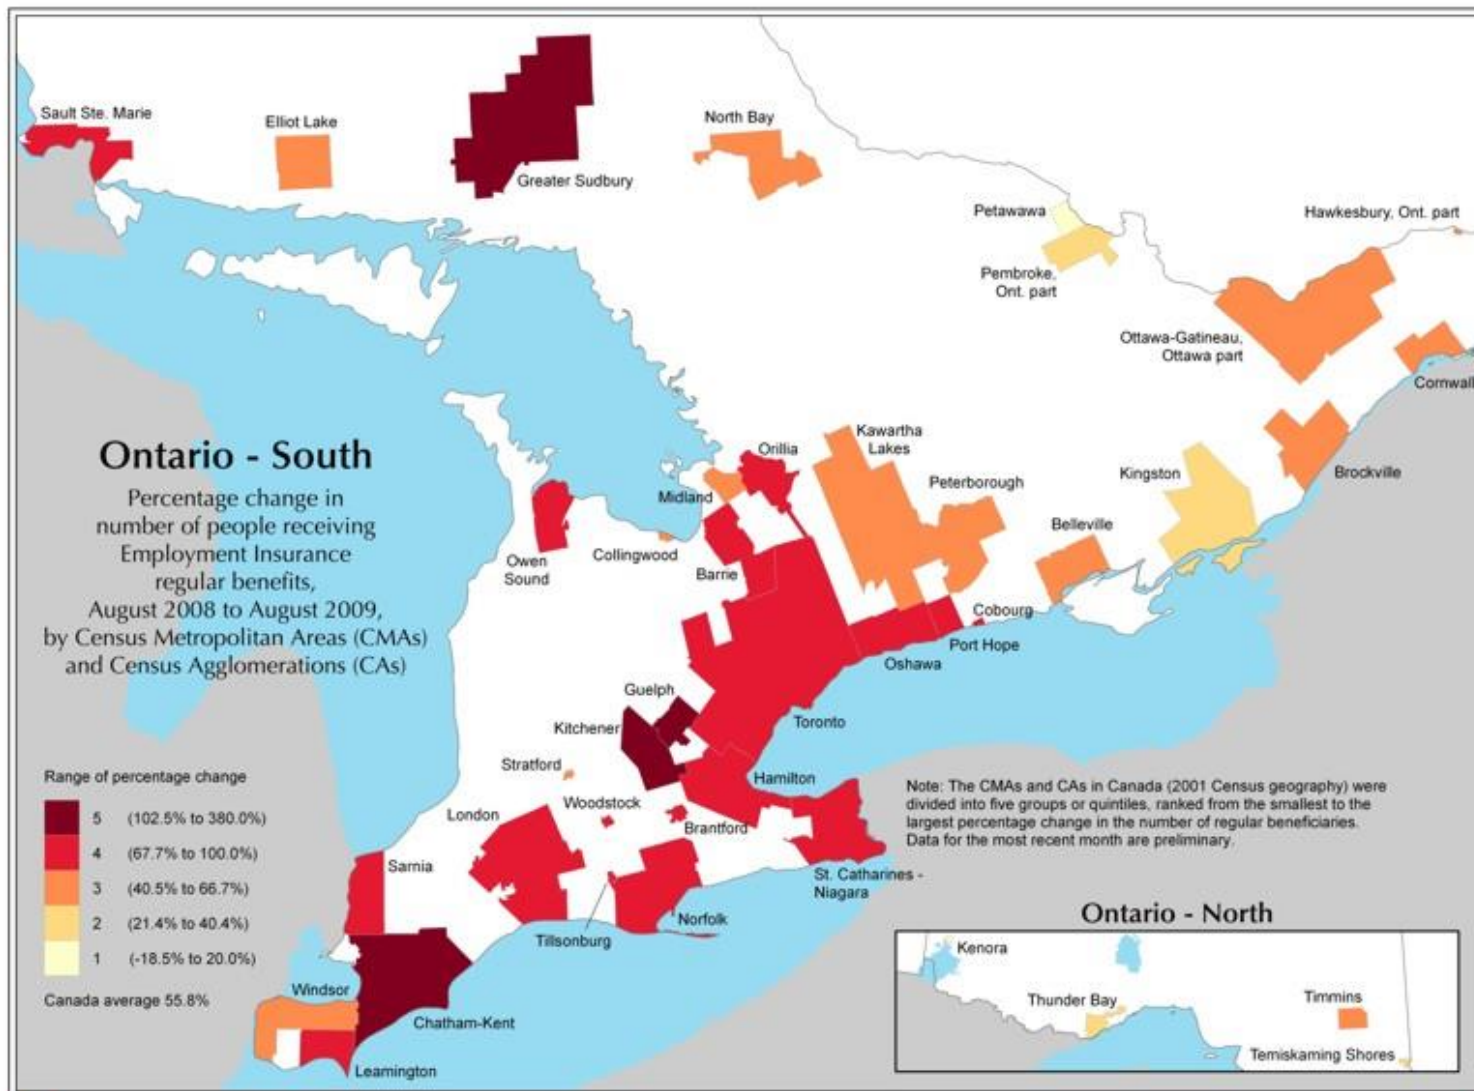 Sault Ste. Marie
Elliot Lake
Greater Sudbury
North Bay
Petawawa
Pembroke,
Ont. part
Hawkesbury, Ont. part
Ottawa-Gatineau,
Ottawa part
Cornwall
Brockville
Kingston
Belleville
Kawartha
Lakes
Peterborough
Orillia
Midland
Collingwood
Owen
Sound
Barrie
Cobourg
Port Hope
Oshawa
Toronto
Guelph
Kitchener
Stratford
Hamilton
Woodstock
London
Brantford
Sarnia
St. Catharines -
Niagara
Norfolk
Tillsonburg
Windsor
Chatham-Kent
Leamington
Ontario - South
Percentage change in
number of people receiving
Employment Insurance
regular benefits,
August 2008 to August 2009,
by Census Metropolitan Areas (CMAs)
and Census Agglomerations (CAs)
Range of percentage change
5 (102.5% to 380.0%)
4 (67.7% to 100.0%)
3 (40.5% to 66.7%)
2 (21.4% to 40.4%)
1 (-18.5% to 20.0%)
Canada average 55.8%
Note: The CMAs and CAs in Canada (2001 Census geography) were
divided into five groups or quintiles, ranked from the smallest to the
largest percentage change in the number of regular beneficiaries.
Data for the most recent month are preliminary.
Ontario - North
Kenora
Thunder Bay
Timmins
Temiskaming Shores